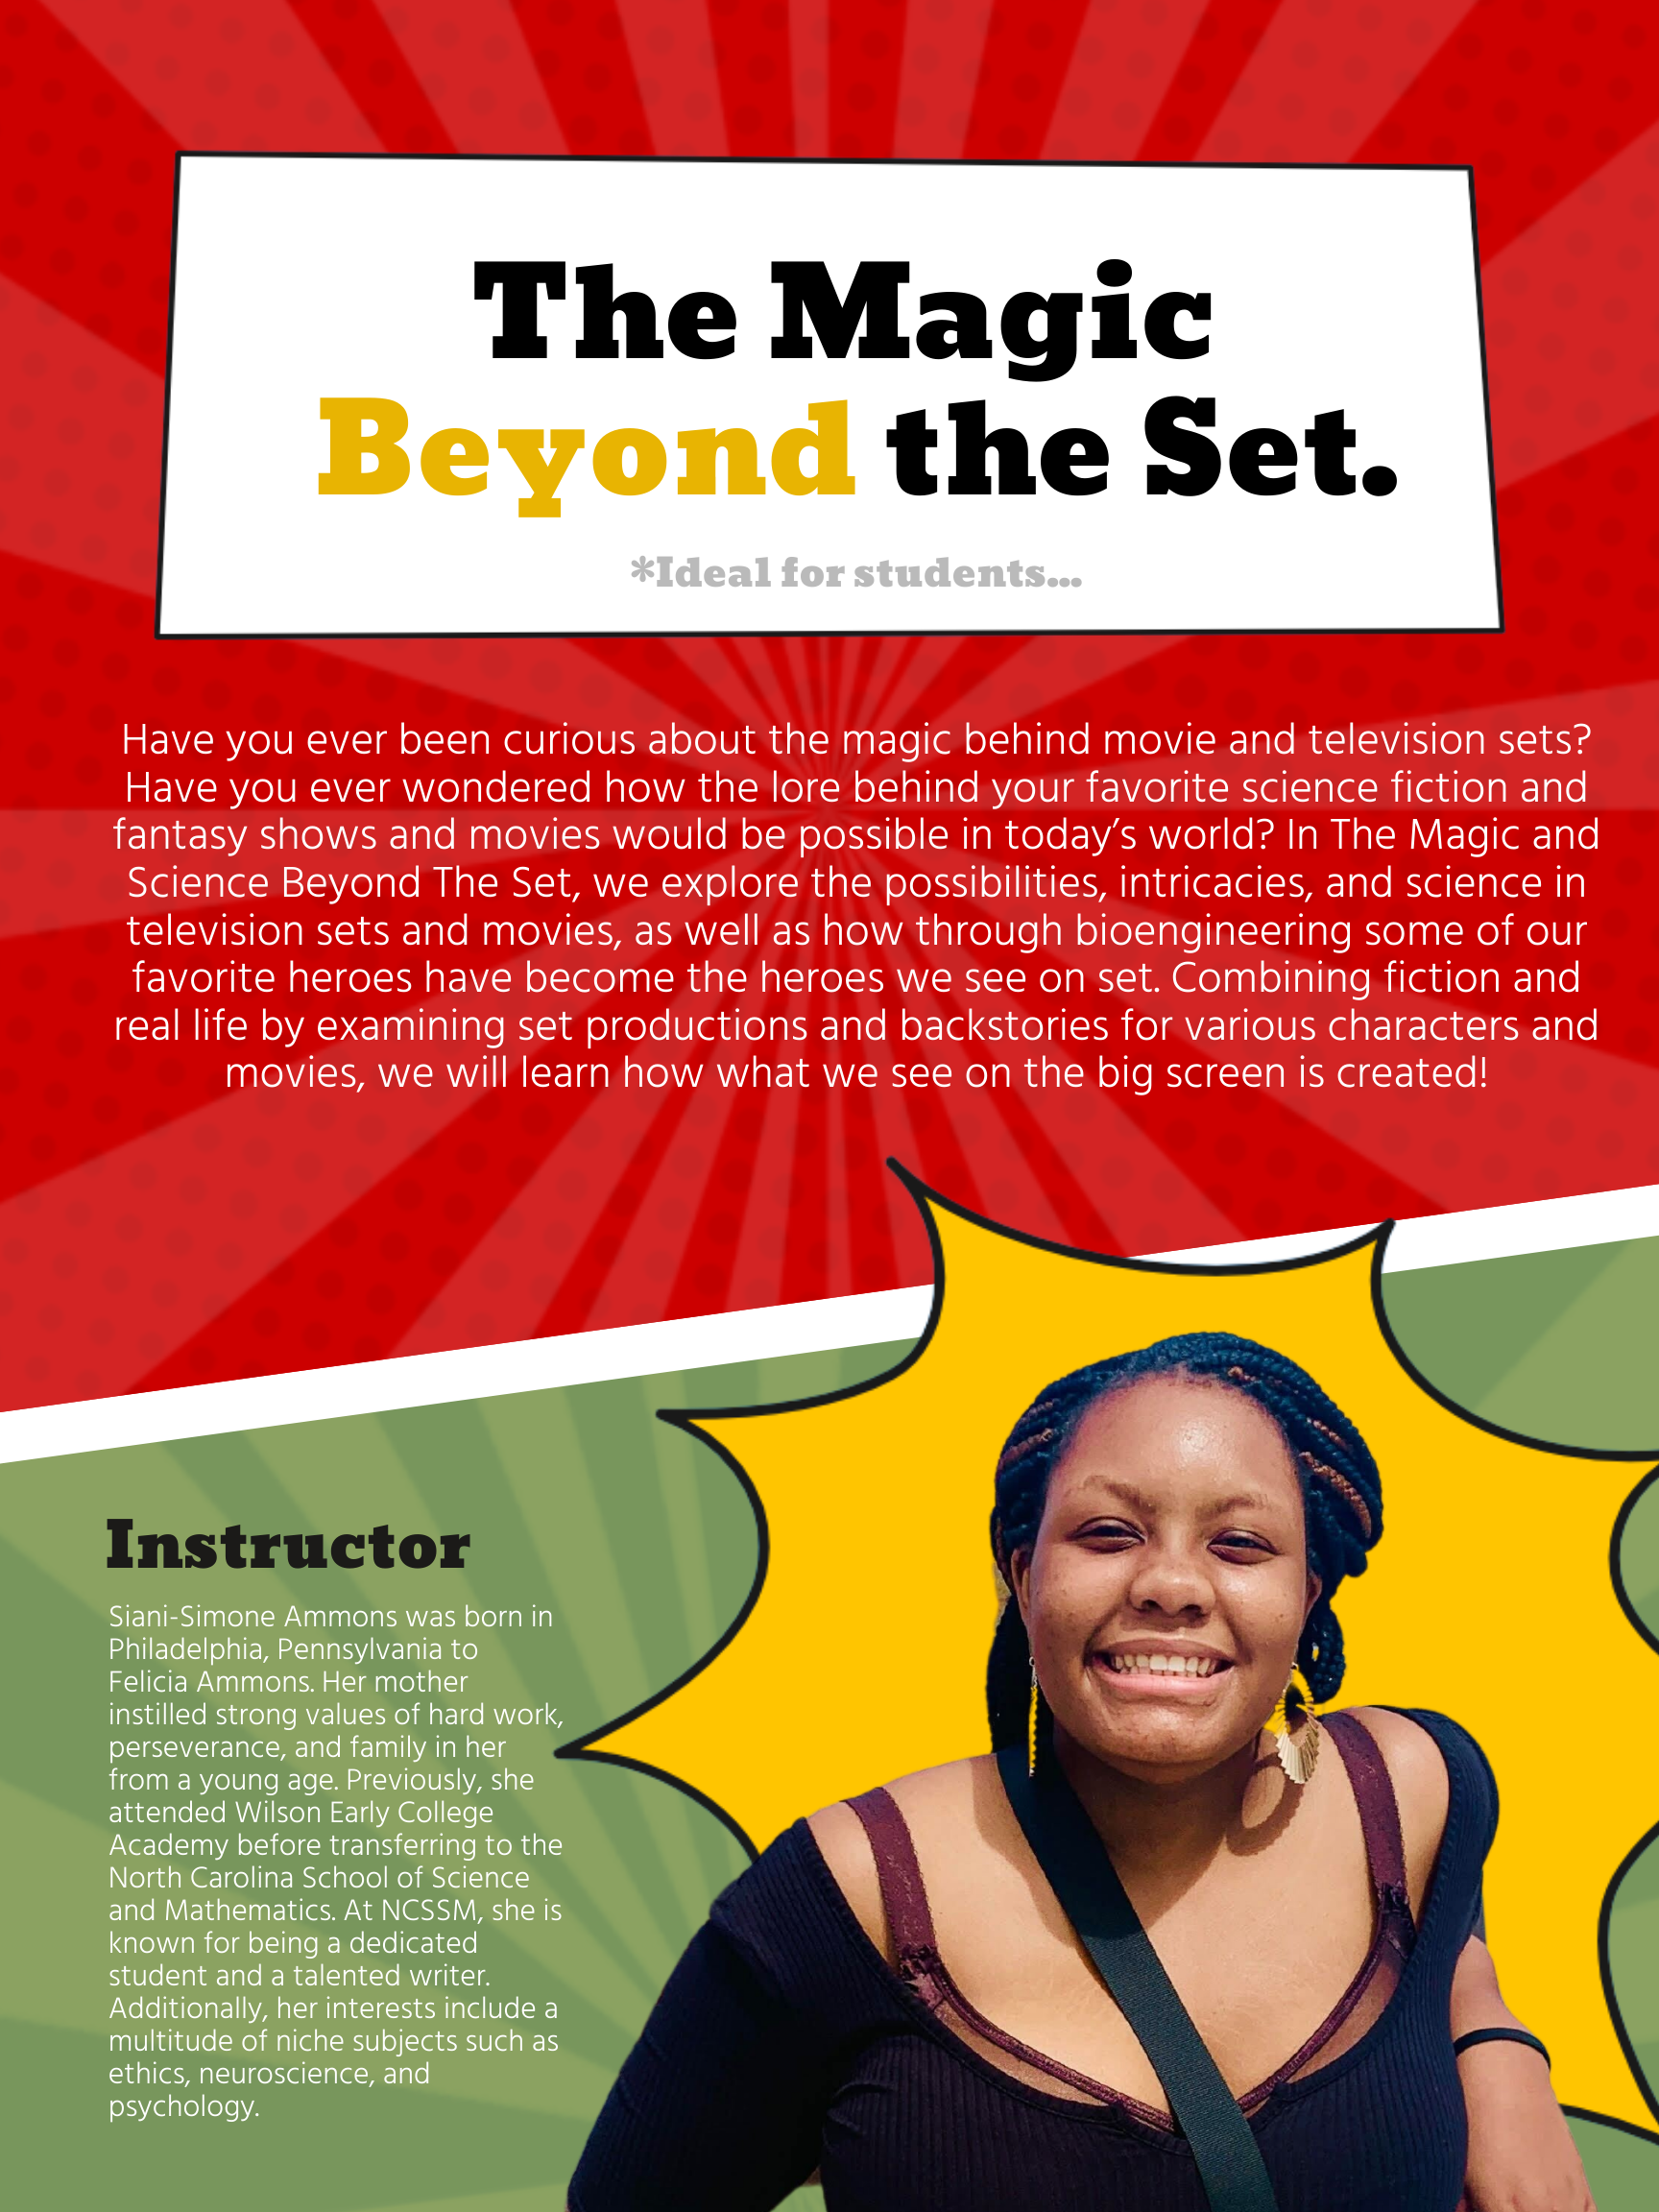 The Magic
Beyond the Set.
*Ideal for students...
Have you ever been curious about the magic behind movie and television sets?
Have you ever wondered how the lore behind your favorite science fiction and
fantasy shows and movies would be possible in today's world? In The Magic and
Science Beyond The Set, we explore the possibilities, intricacies, and science in
television sets and movies, as well as how through bioengineering some of our
favorite heroes have become the heroes we see on set. Combining fiction and
real life by examining set productions and backstories for various characters and
movies, we will learn how what we see on the big screen is created!
Instructor
Siani-Simone Ammons was born in
Philadelphia, Pennsylvania to
Felicia Ammons. Her mother
instilled strong values of hard work,
perseverance, and family in her
from a young age. Previously, she
attended Wilson Early College
Academy before transferring to the
North Carolina School of Science
and Mathematics. At NCSSM, she is
known for being a dedicated
student and a talented writer.
Additionally, her interests include a
multitude of niche subjects such as
ethics, neuroscience, and
psychology.